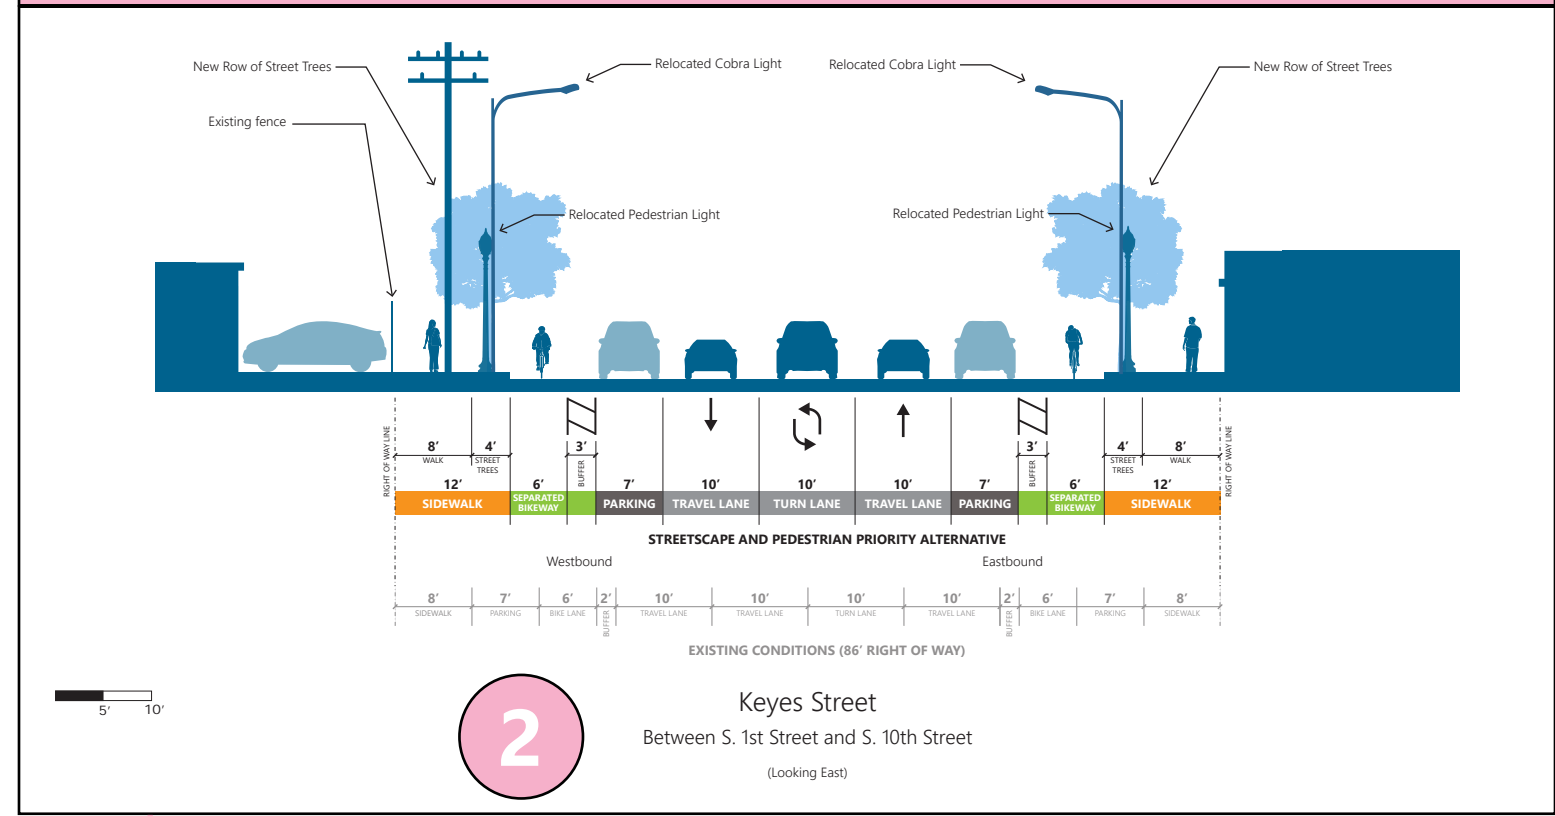 New Row of Street Trees
Relocated Cobra Light
Relocated Cobra Light
New Row of Street Trees
Existing fence
Relocated Pedestrian Light
Relocated Pedestrian Light
RIGHT OF WAY LINE
8’
WALK
4’
STREET
TREES
3’
BUFFER
3’
BUFFER
4’
STREET
TREES
8’
WALK
RIGHT OF WAY LINE
12’
6’
7’
10’
10’
10’
7’
6’
12’
SIDEWALK
SEPARATED
BIKEWAY
PARKING
TRAVEL LANE
TURN LANE
TRAVEL LANE
PARKING
SEPARATED
BIKEWAY
SIDEWALK
STREETSCAPE AND PEDESTRIAN PRIORITY ALTERNATIVE
Westbound
Eastbound
8’
7’
6’
2’
10’
10’
10’
10’
2’
6’
7’
8’
SIDEWALK
PARKING
BIKE LANE
BUFFER
TRAVEL LANE
TRAVEL LANE
TURN LANE
TRAVEL LANE
BUFFER
BIKE LANE
PARKING
SIDEWALK
EXISTING CONDITIONS (86’ RIGHT OF WAY)
5’
10’
2
Keyes Street
Between S. 1st Street and S. 10th Street
(Looking East)